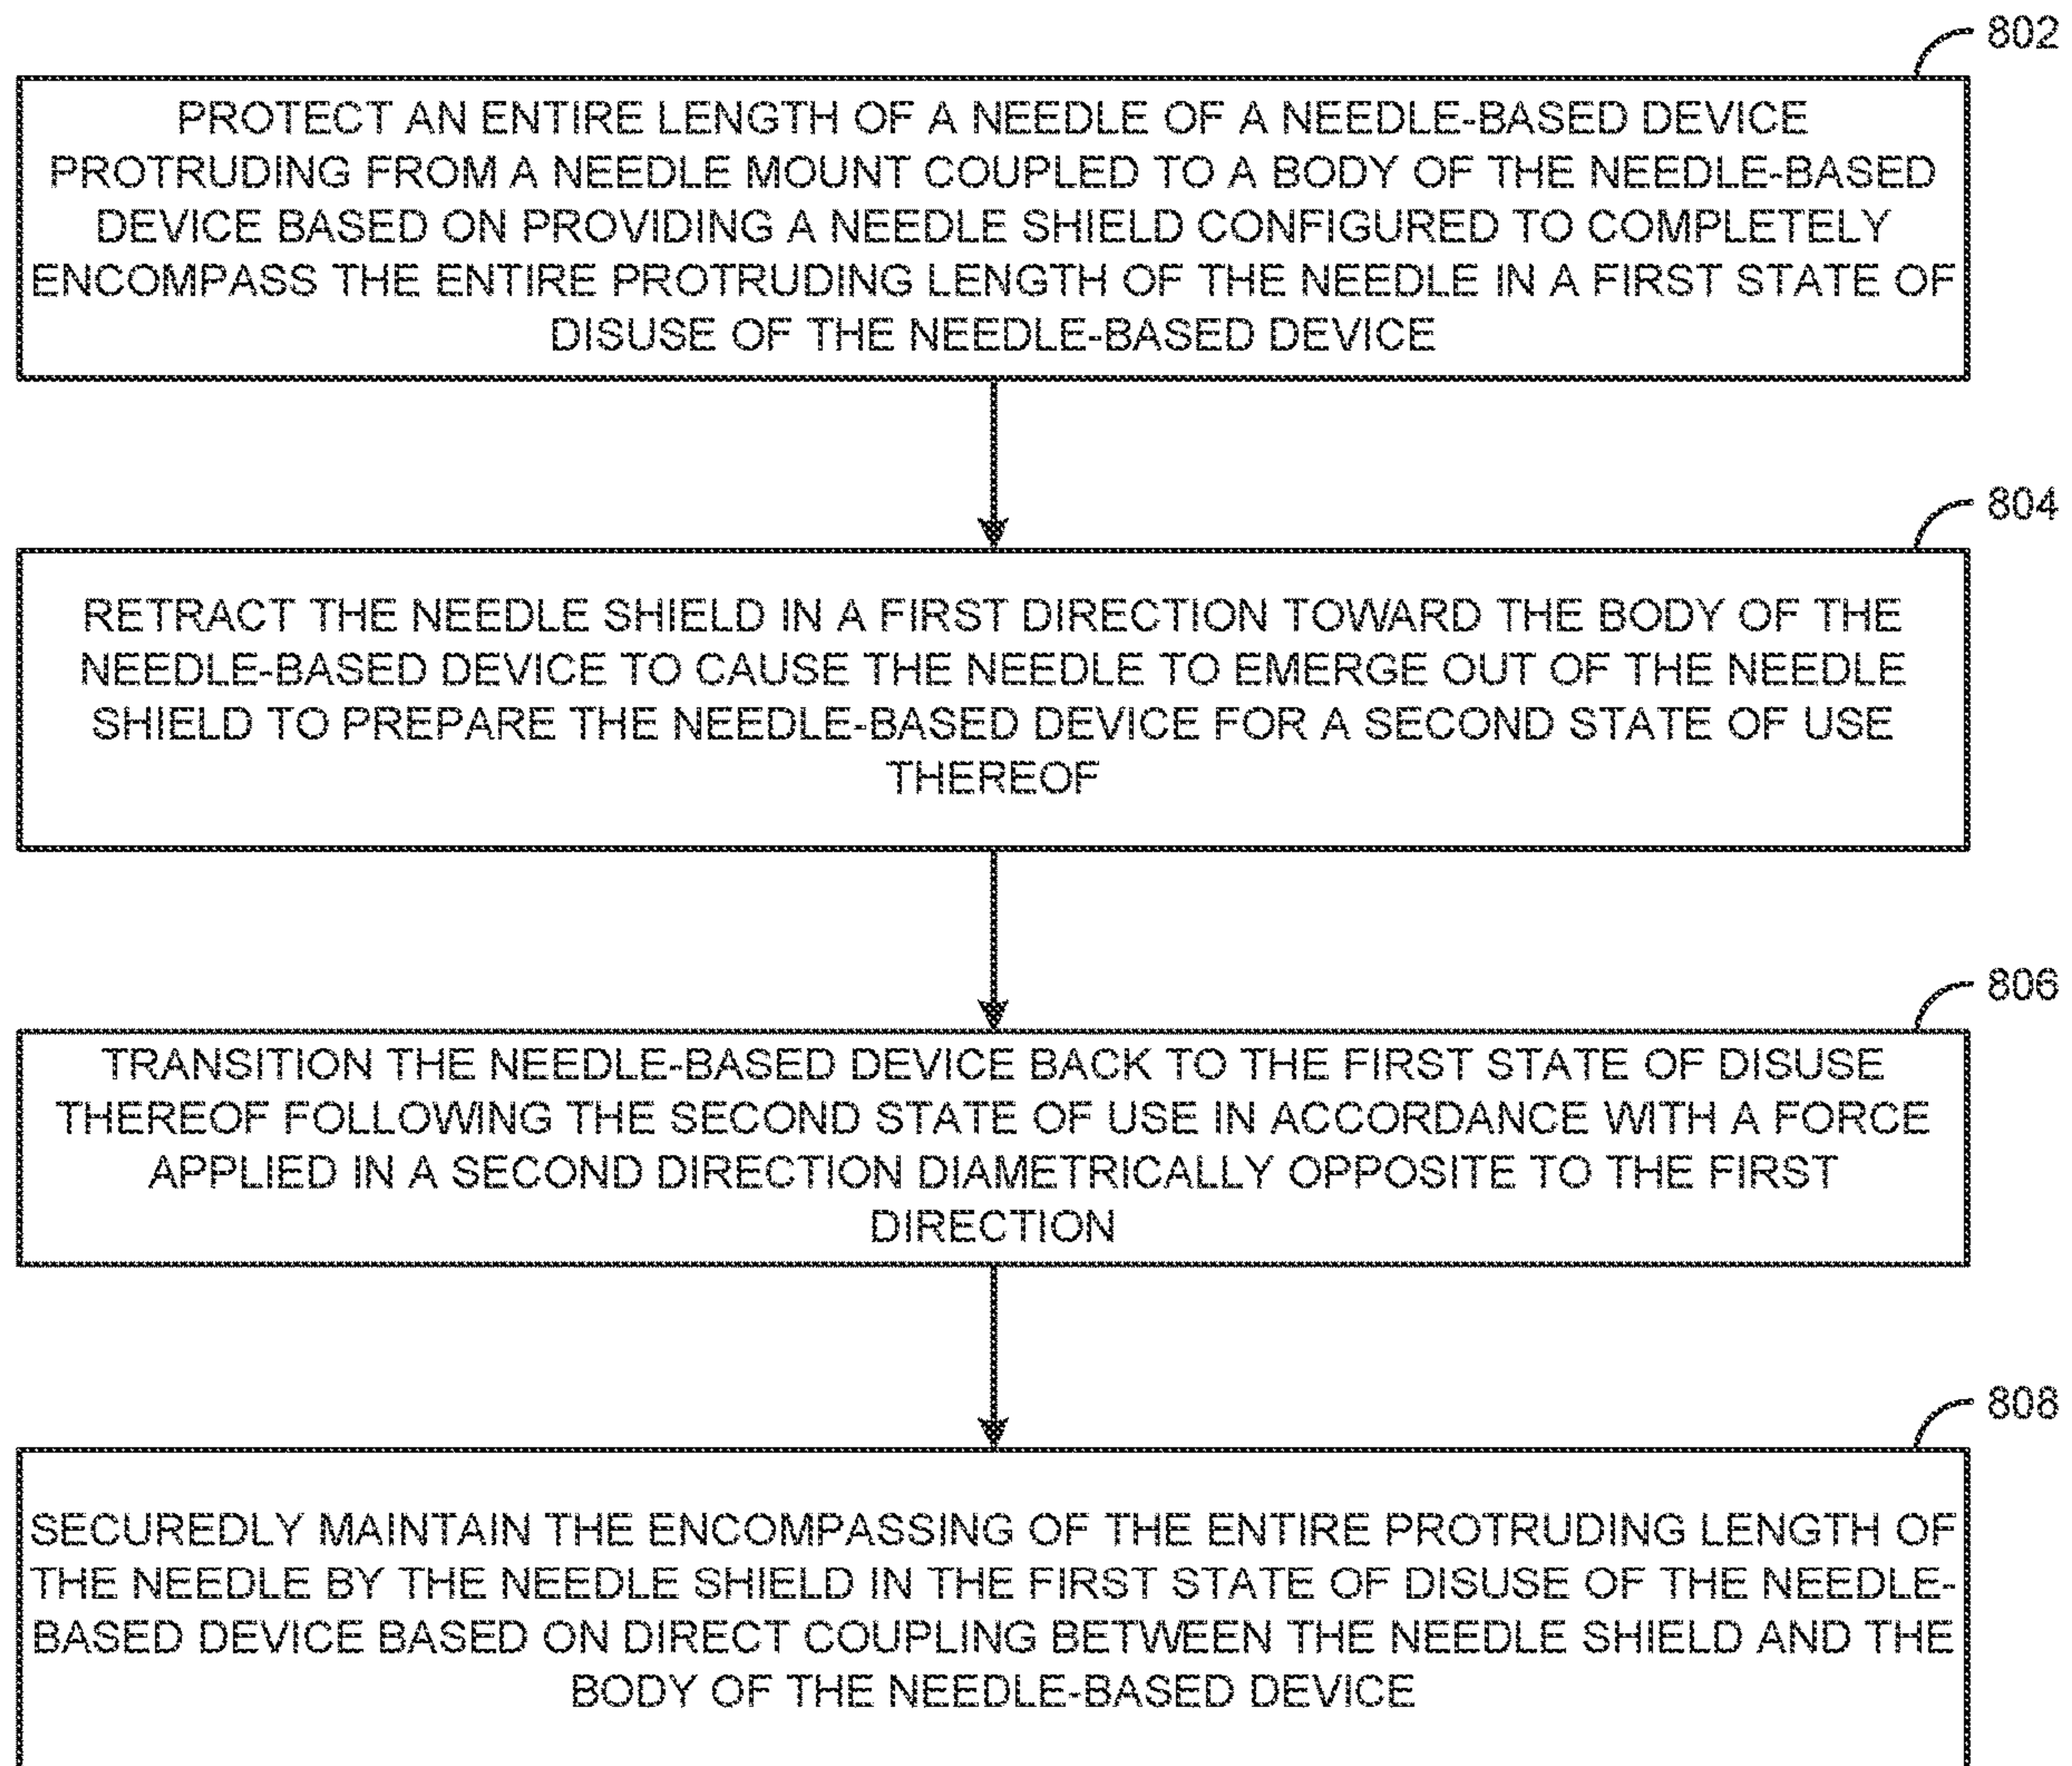 802
PROTECT AN ENTIRE LENGTH OF A NEEDLE OF A NEEDLE-BASED DEVICE
PROTRUDING FROM A NEEDLE MOUNT COUPLED TO A BODY OF THE NEEDLE-BASED
DEVICE BASED ON PROVIDING A NEEDLE SHIELD CONFIGURED TO COMPLETELY
ENCOMPASS THE ENTIRE PROTRUDING LENGTH OF THE NEEDLE IN A FIRST STATE OF
DISUSE OF THE NEEDLE-BASED DEVICE
804
RETRACT THE NEEDLE SHIELD IN A FIRST DIRECTION TOWARD THE BODY OF THE
NEEDLE-BASED DEVICE TO CAUSE THE NEEDLE TO EMERGE OUT OF THE NEEDLE
SHIELD TO PREPARE THE NEEDLE-BASED DEVICE FOR A SECOND STATE OF USE
THEREOF
806
TRANSITION THE NEEDLE-BASED DEVICE BACK TO THE FIRST STATE OF DISUSE
THEREOF FOLLOWING THE SECOND STATE OF USE IN ACCORDANCE WITH A FORCE
APPLIED IN A SECOND DIRECTION DIAMETRICALLY OPPOSITE TO THE FIRST
DIRECTION
808
SECUREDLY MAINTAIN THE ENCOMPASSING OF THE ENTIRE PROTRUDING LENGTH OF
THE NEEDLE BY THE NEEDLE SHIELD IN THE FIRST STATE OF DISUSE OF THE NEEDLE-
BASED DEVICE BASED ON DIRECT COUPLING BETWEEN THE NEEDLE SHIELD AND THE
BODY OF THE NEEDLE-BASED DEVICE